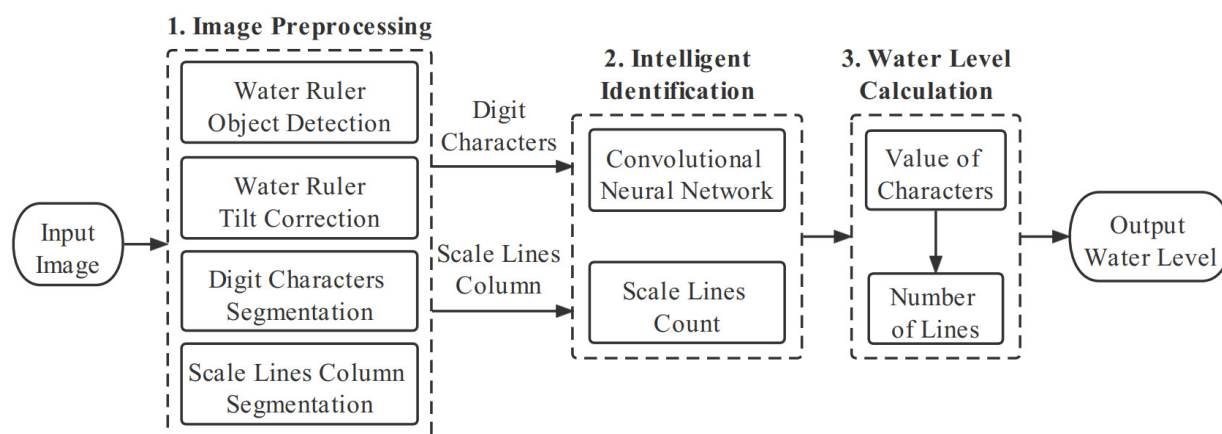 1. Image Preprocessing
Water Ruler
Object Detection
Water Ruler
Tilt Correction
Digit Characters
Segmentation
Scale Lines Column
Segmentation
Input
Image
Digit
Characters
Scale Lines
Column
2. Intelligent
Identification
Convolutional
Neural Network
Scale Lines
Count
3. Water Level
Calculation
Value of
Characters
Number
of Lines
Output
Water Level